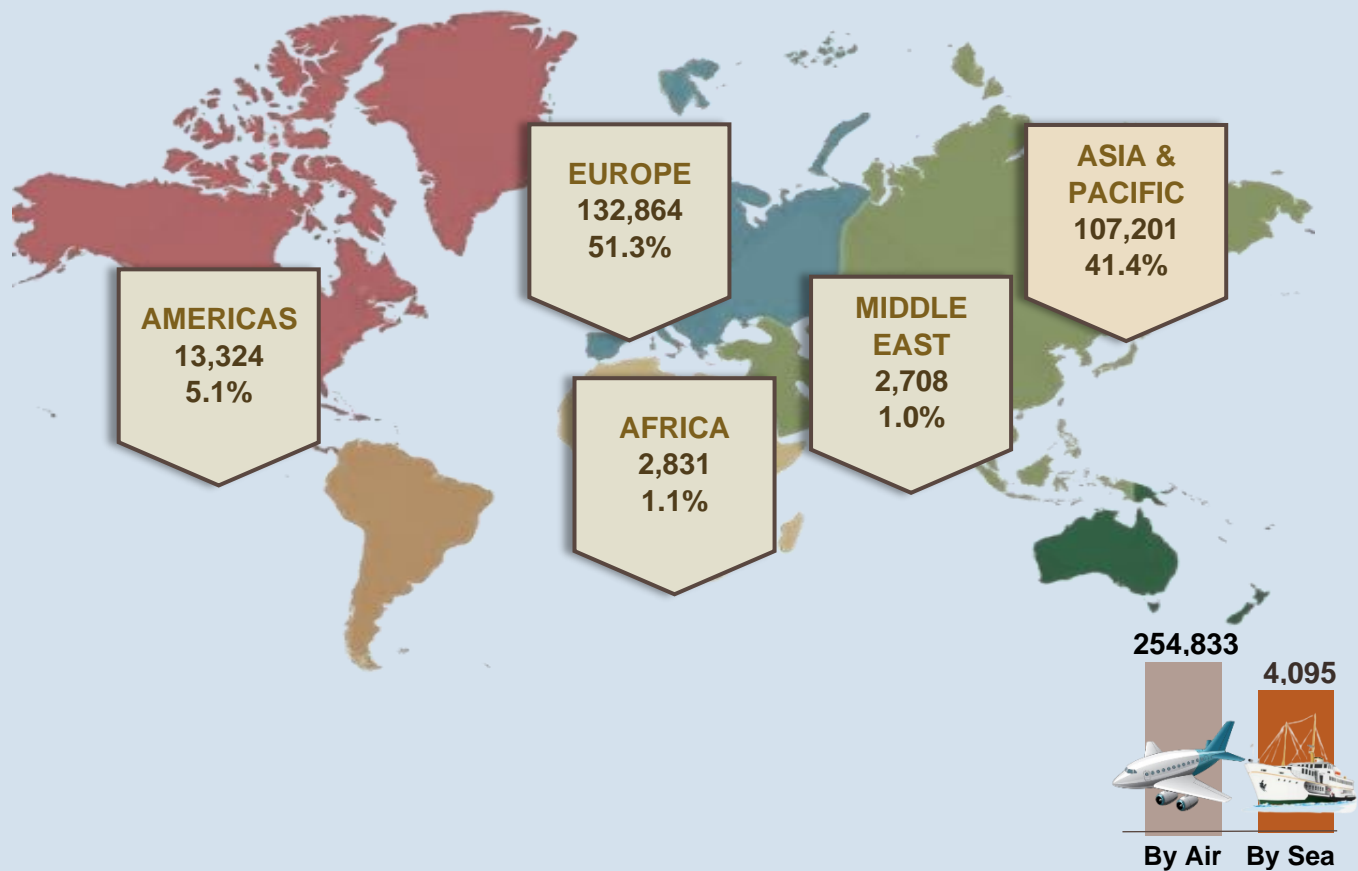 EUROPE
132,864
51.3%
ASIA &
PACIFIC
107,201
41.4%
AMERICAS
13,324
5.1%
MIDDLE
EAST
2,708
1.0%
AFRICA
2,831
1.1%
254,833
4,095
By Air
By Sea